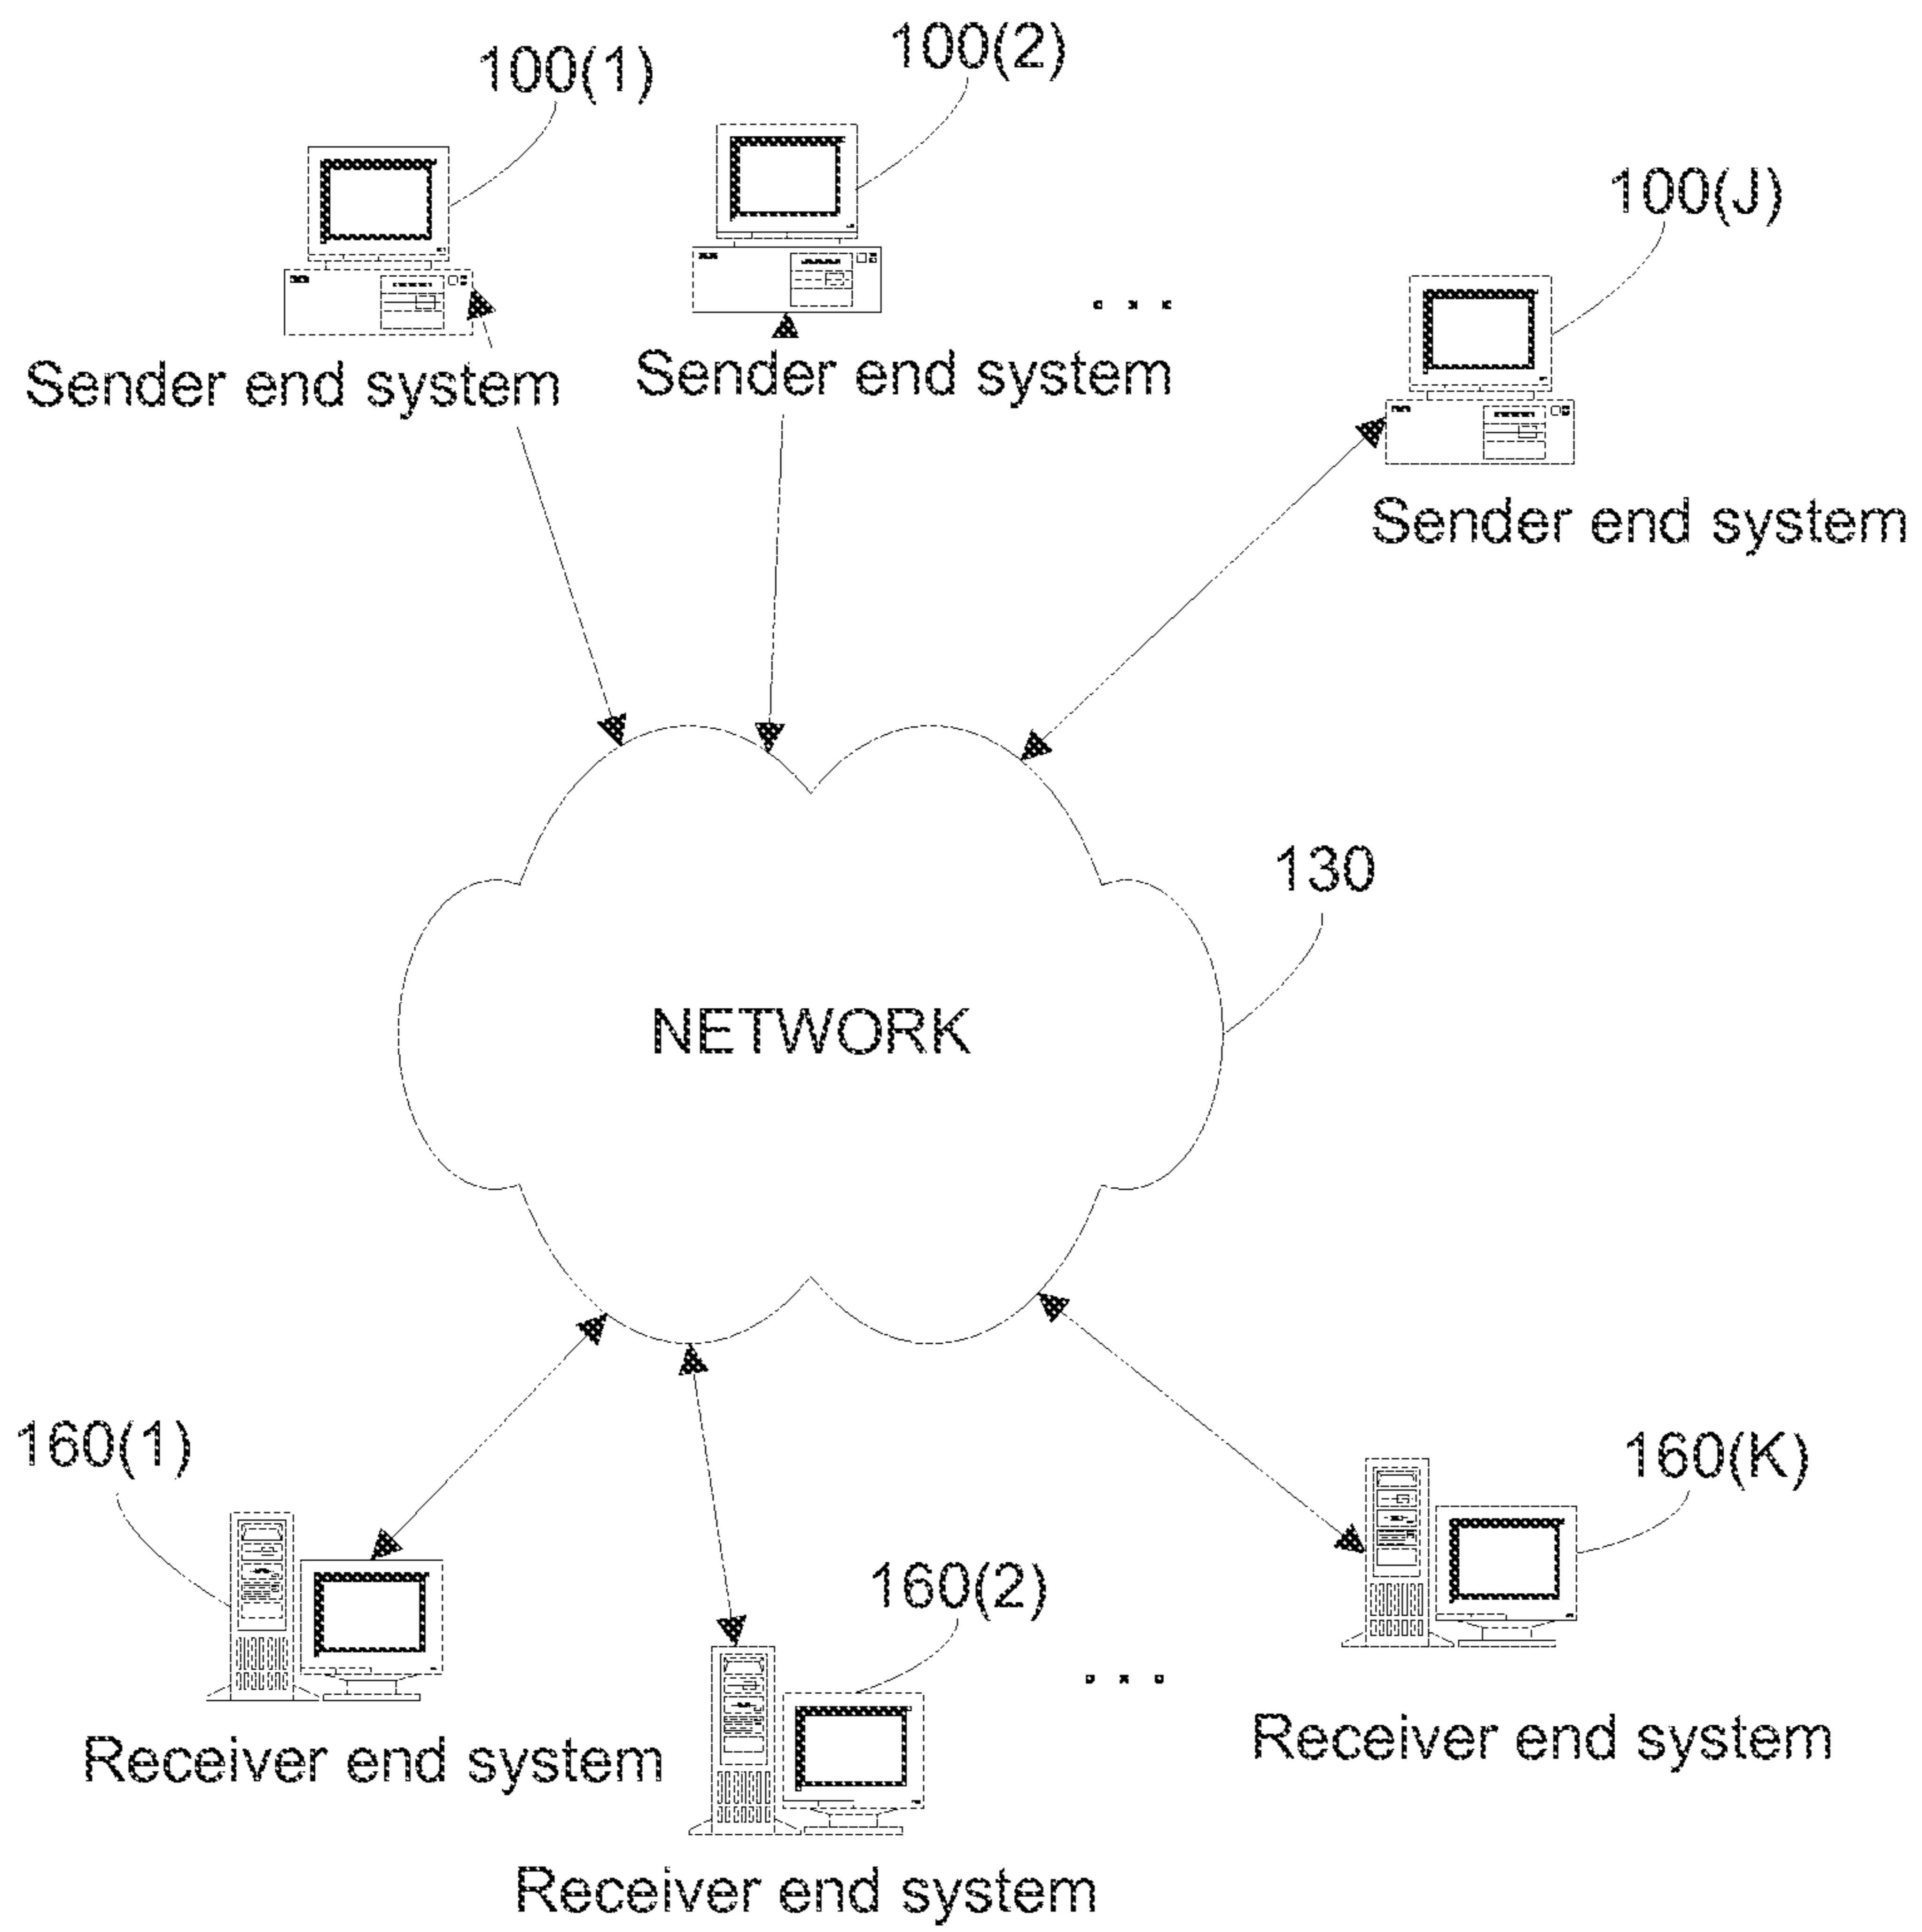 100(1)
100(2)
100(J)
Sender end system
Sender end system
Sender end system
130
NETWORK
160(1)
160(2)
160(K)
Receiver end system
Receiver end system
Receiver end system